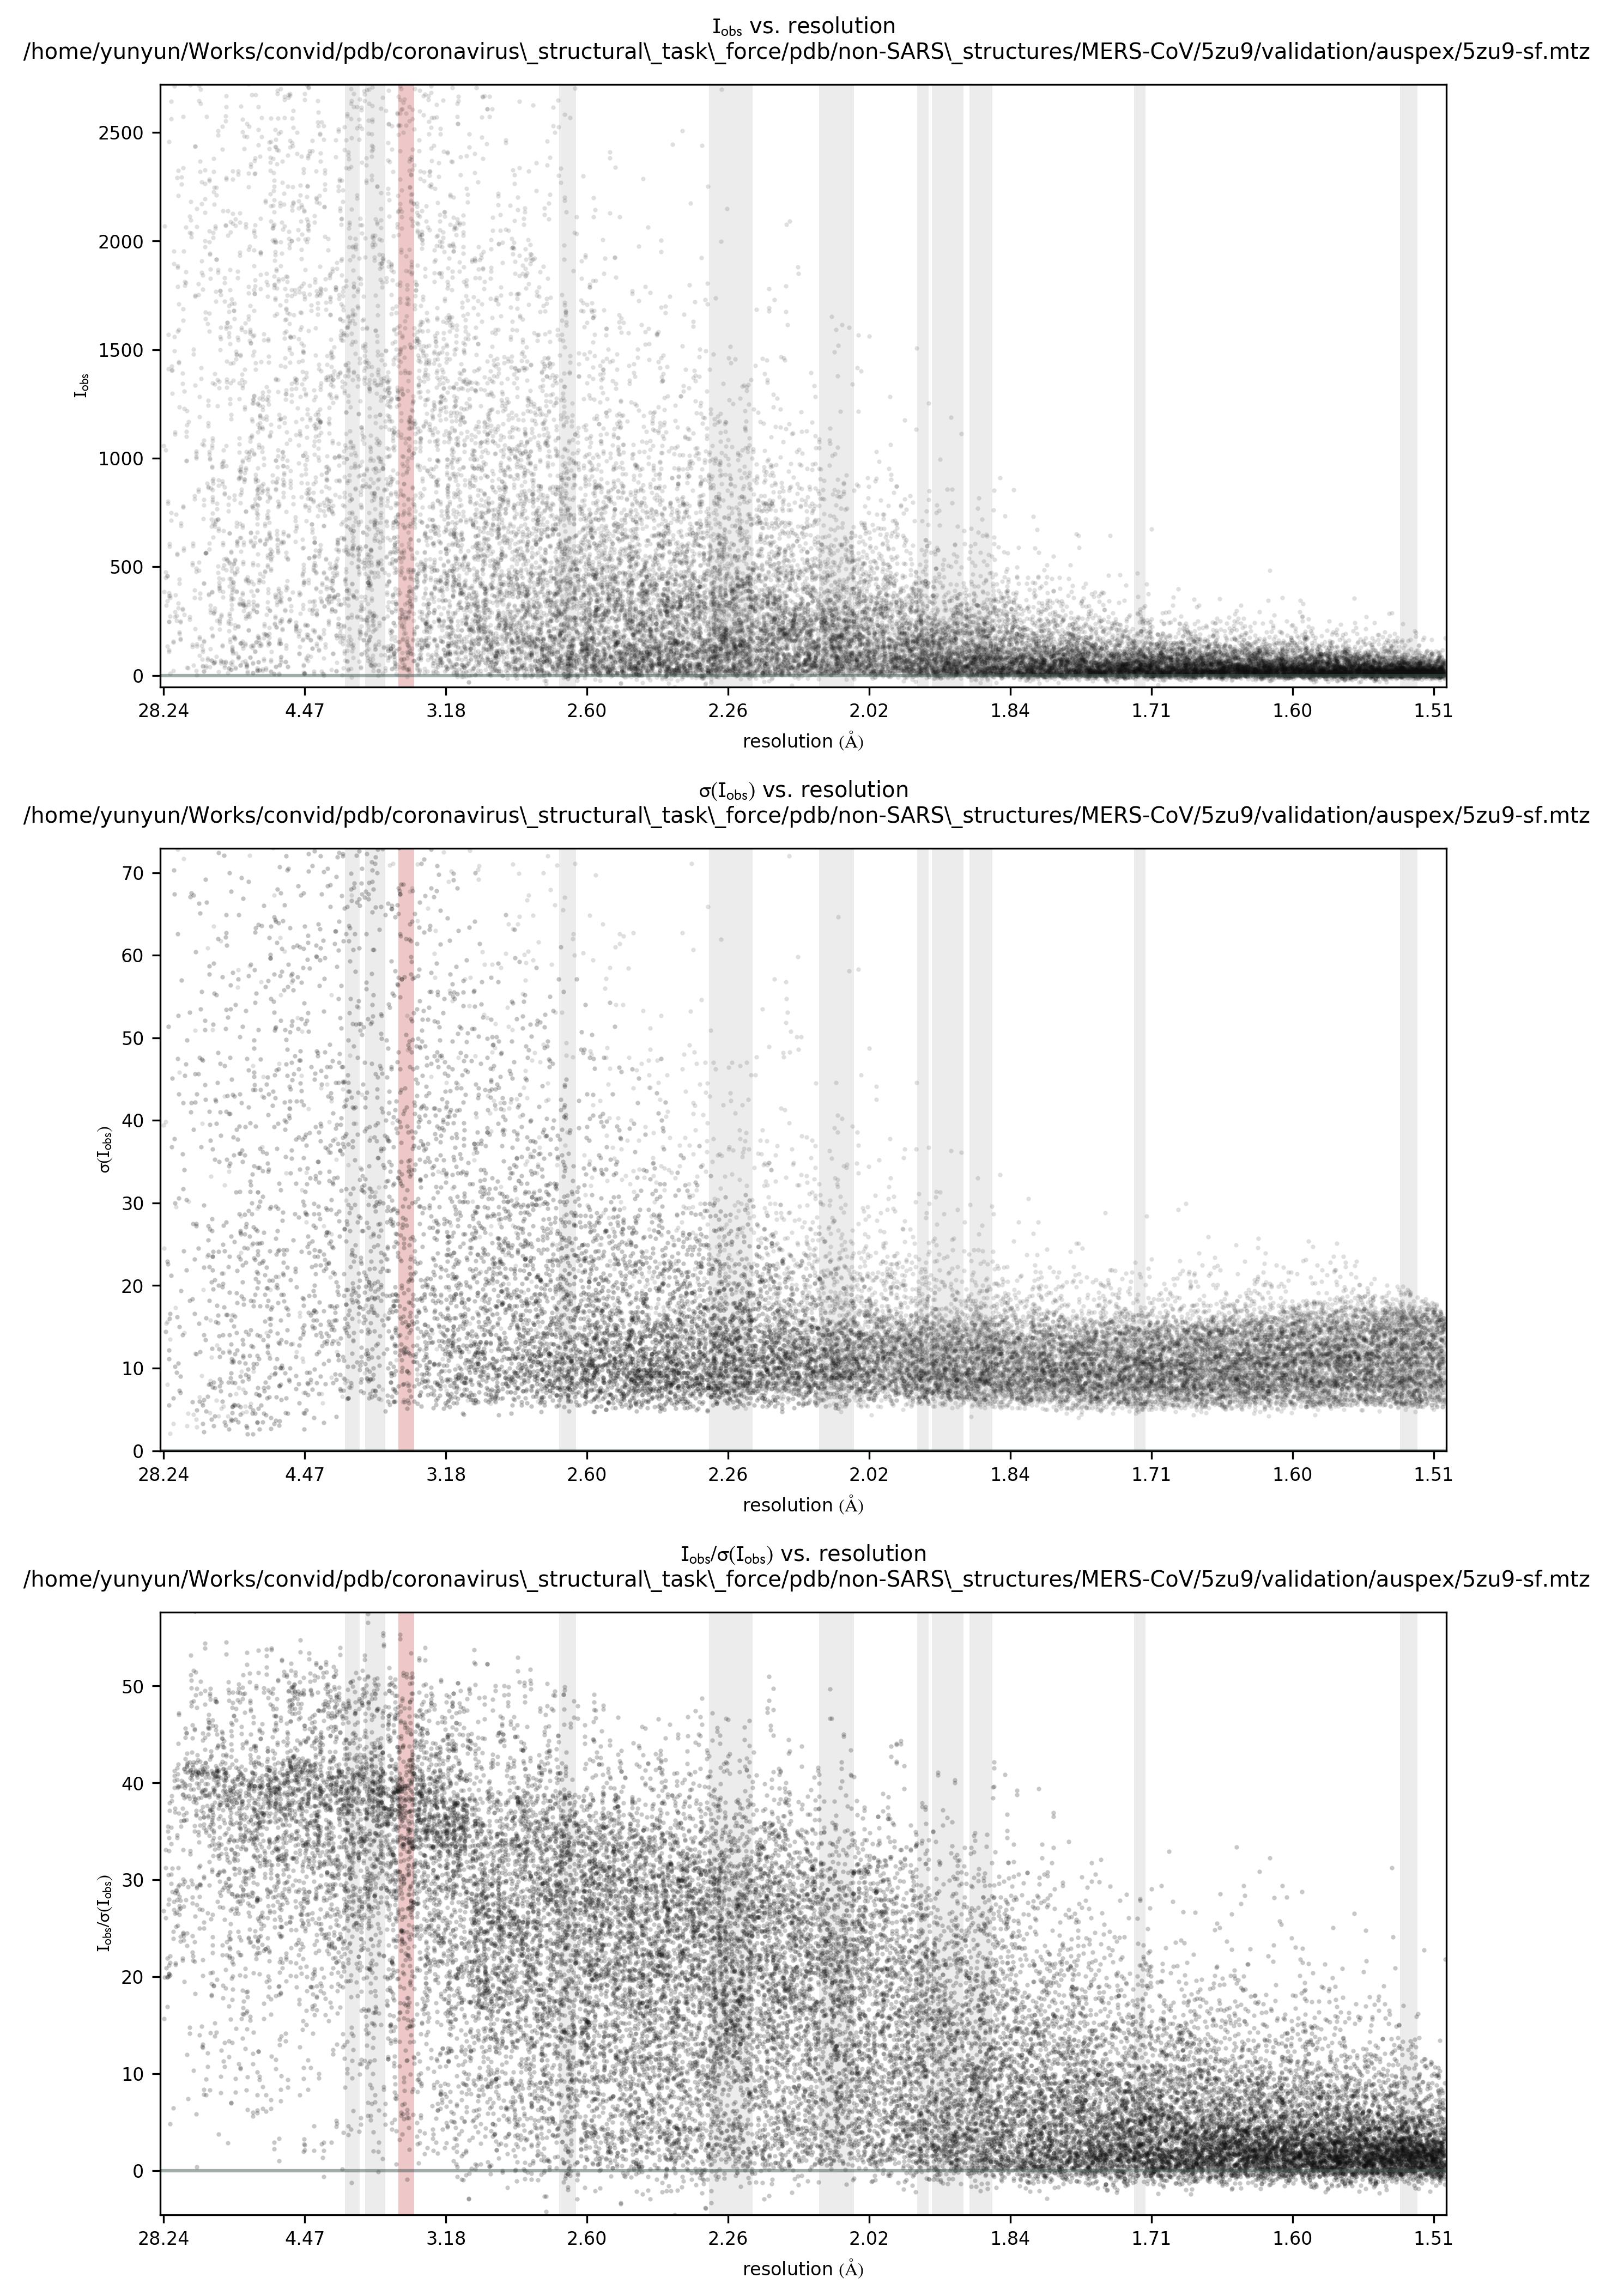 I_obs vs. resolution
/home/yunyun/Works/convid/pdb/coronavirus\_structural\_task\_force/pdb/non-SARS\_structures/MERS-CoV/5zu9/validation/auspex/5zu9-sf.mtz
2500
2000
1500
1000
500
0
I_obs
28.24 4.47 3.18 2.60 2.26 2.02 1.84 1.71 1.60 1.51
resolution (Å)
σ(I_obs) vs. resolution
/home/yunyun/Works/convid/pdb/coronavirus\_structural\_task\_force/pdb/non-SARS\_structures/MERS-CoV/5zu9/validation/auspex/5zu9-sf.mtz
70
60
50
40
30
20
10
0
σ(I_obs)
28.24 4.47 3.18 2.60 2.26 2.02 1.84 1.71 1.60 1.51
resolution (Å)
I_obs/σ(I_obs) vs. resolution
/home/yunyun/Works/convid/pdb/coronavirus\_structural\_task\_force/pdb/non-SARS\_structures/MERS-CoV/5zu9/validation/auspex/5zu9-sf.mtz
50
40
30
20
10
0
I_obs/σ(I_obs)
28.24 4.47 3.18 2.60 2.26 2.02 1.84 1.71 1.60 1.51
resolution (Å)